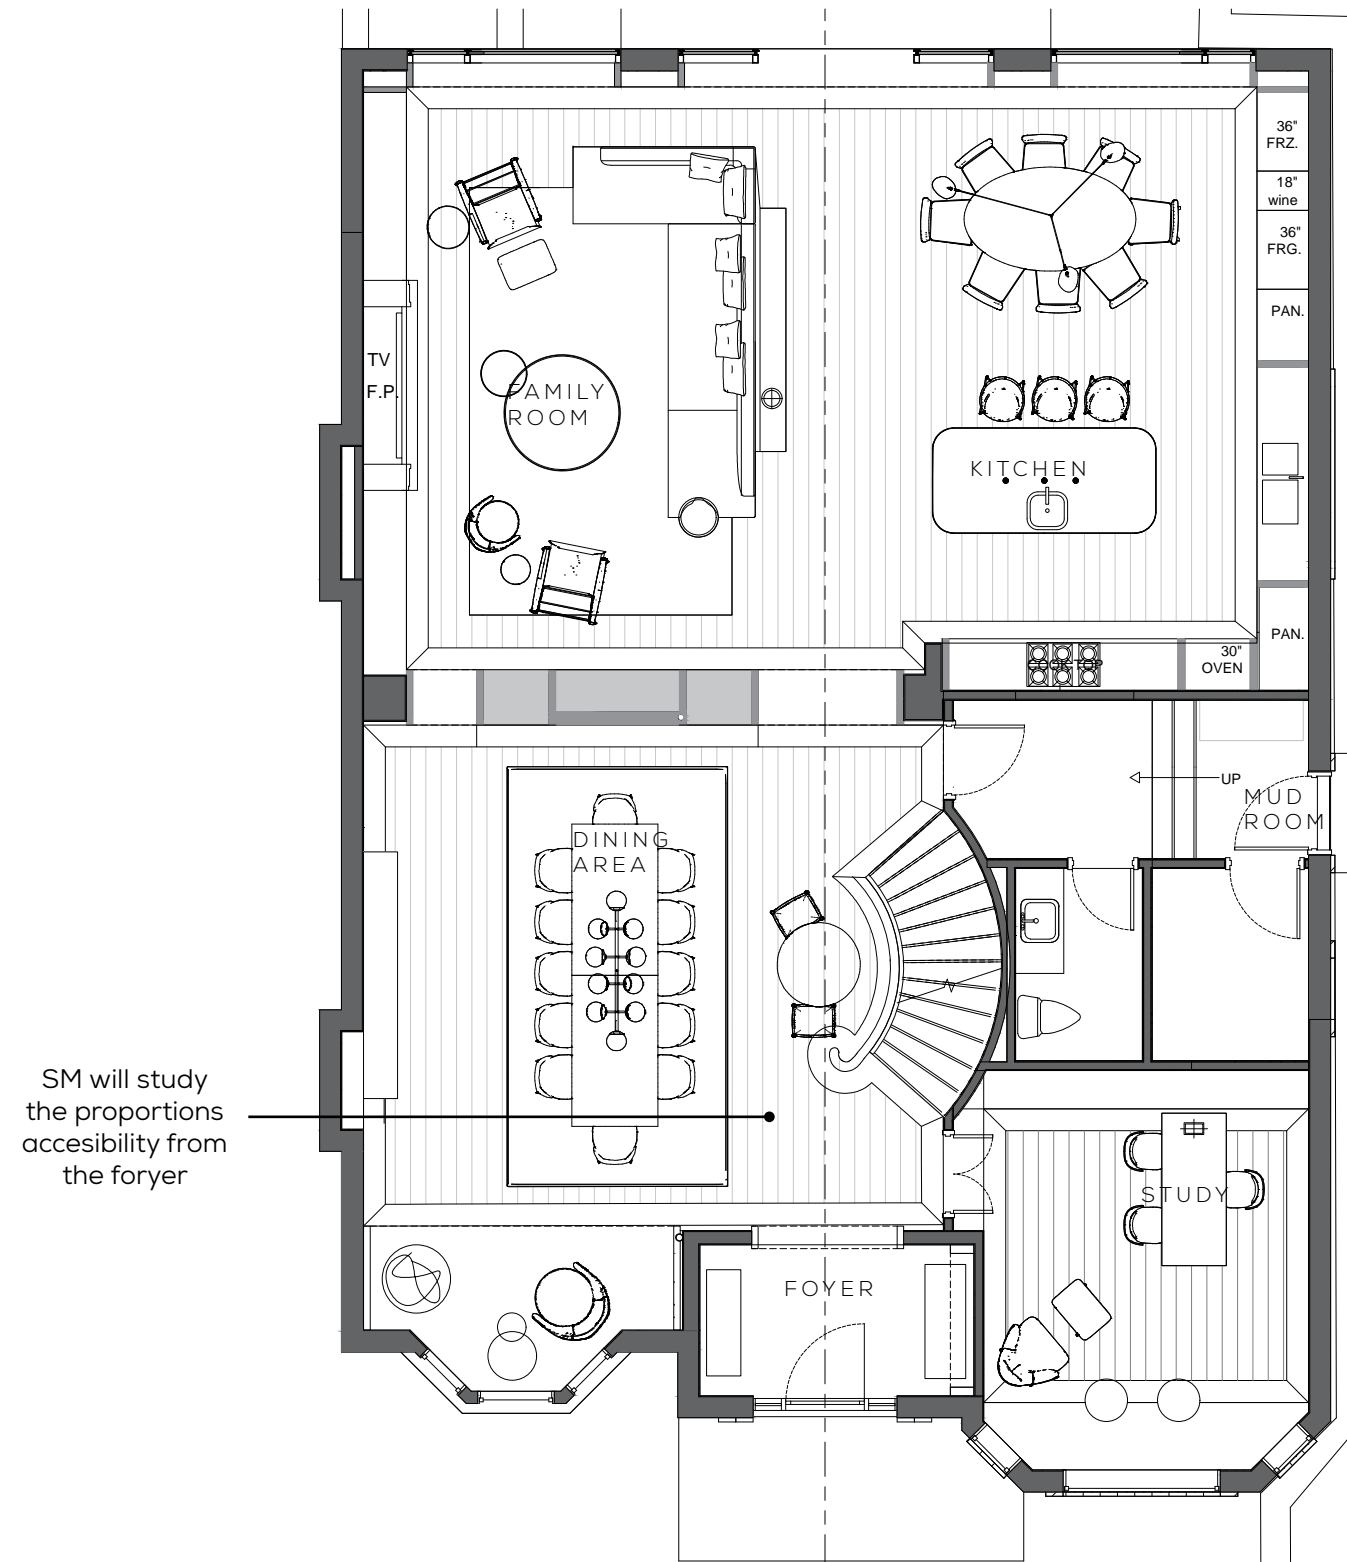 36"
FRZ.
18"
wine
36"
FRG.
PAN.
TV
F.P.
FAMILY
ROOM
KITCHEN
PAN.
30"
OVEN
UP
MUD
ROOM
DINING
AREA
SM will study
the proportions
accesibility from
the foryer
STUDY
FOYER